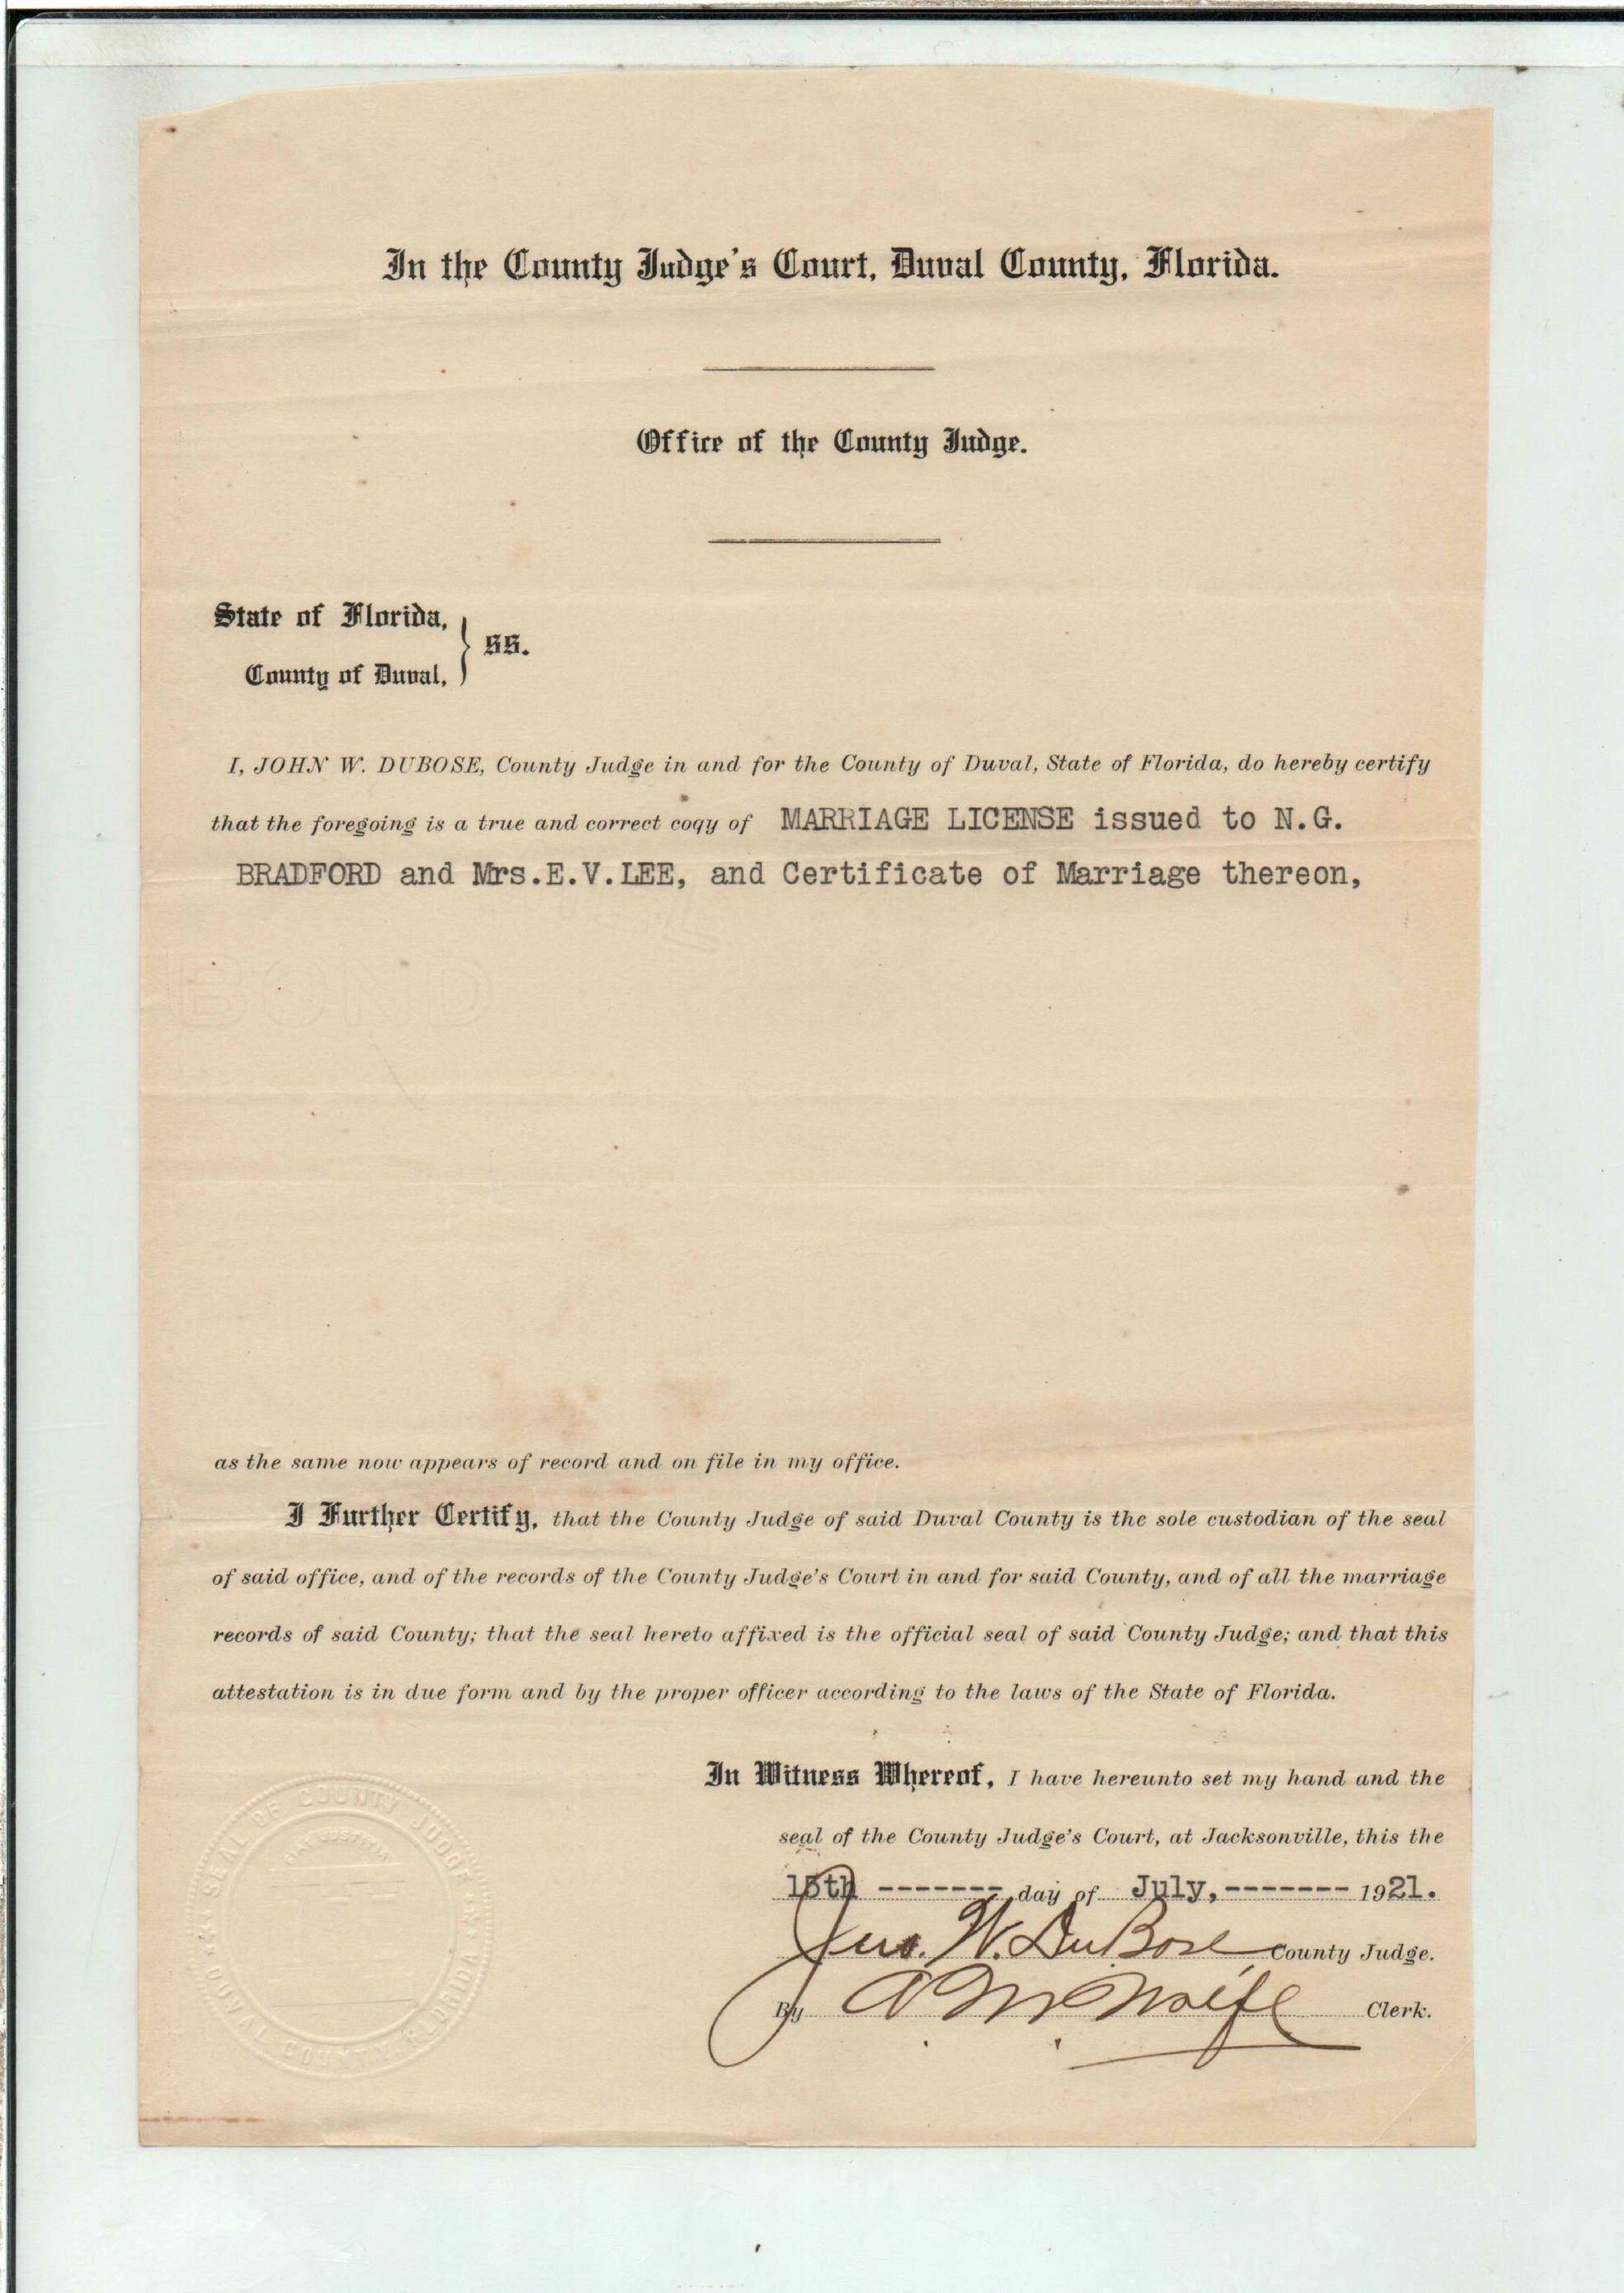 In the County Judge's Court, Duval County, Florida.
Office of the County Judge.
State of Florida,
County of Duval,
} ss.
I, JOHN W. DUBOSE, County Judge in and for the County of Duval, State of Florida, do hereby certify
that the foregoing is a true and correct coqy of MARRIAGE LICENSE issued to N.G.
BRADFORD and Mrs.E.V.LEE, and Certificate of Marriage thereon,
BOND
as the same now appears of record and on file in my office.
I Further Certify, that the County Judge of said Duval County is the sole custodian of the seal
of said office, and of the records of the County Judge's Court in and for said County, and of all the marriage
records of said County; that the seal hereto affixed is the official seal of said County Judge; and that this
attestation is in due form and by the proper officer according to the laws of the State of Florida.
In Witness Whereof, I have hereunto set my hand and the
seal of the County Judge's Court, at Jacksonville, this the
15th ------- day of July,------- 1921.
Jno. W. DuBose County Judge.
By Clerk.
SEAL OF COUNTY JUDGE
DUVAL COUNTY, FLORIDA